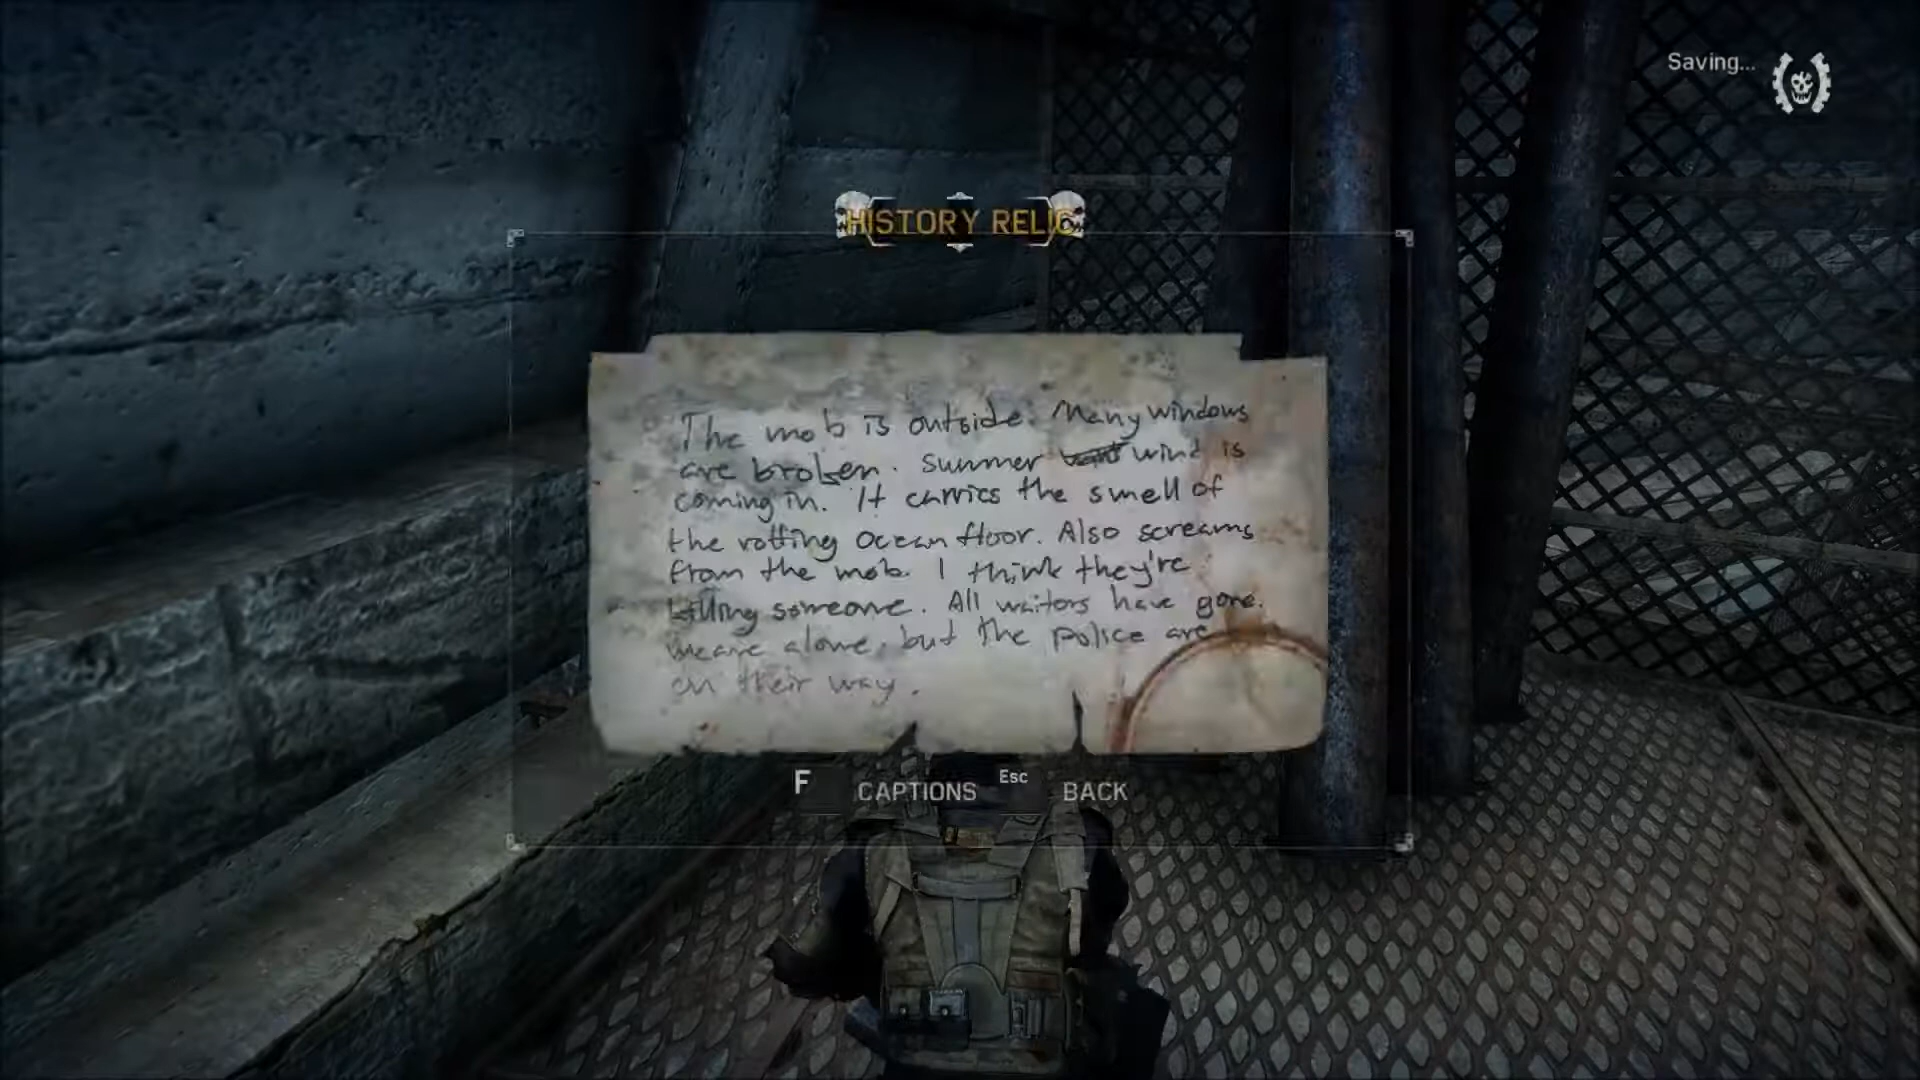 Saving...
HISTORY RELIC
The mob is outside. Many windows
are broken. Summer wind is
coming in. It carries the smell of
the rotting ocean floor. Also screams
from the mob. I think they're
killing someone. All waitors have gone.
We are alone, but the police are
on their way.
F CAPTIONS Esc BACK